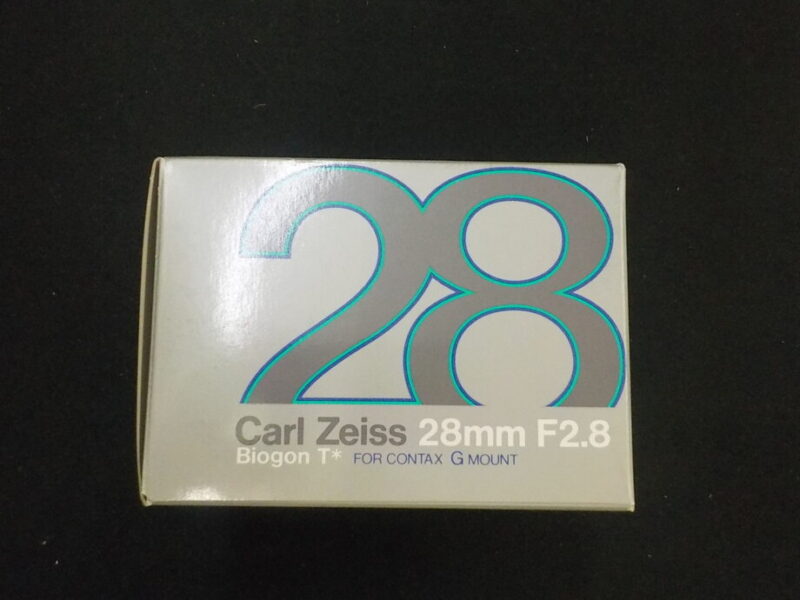 28
Carl Zeiss 28mm F2.8
Biogon T* FOR CONTAX G MOUNT